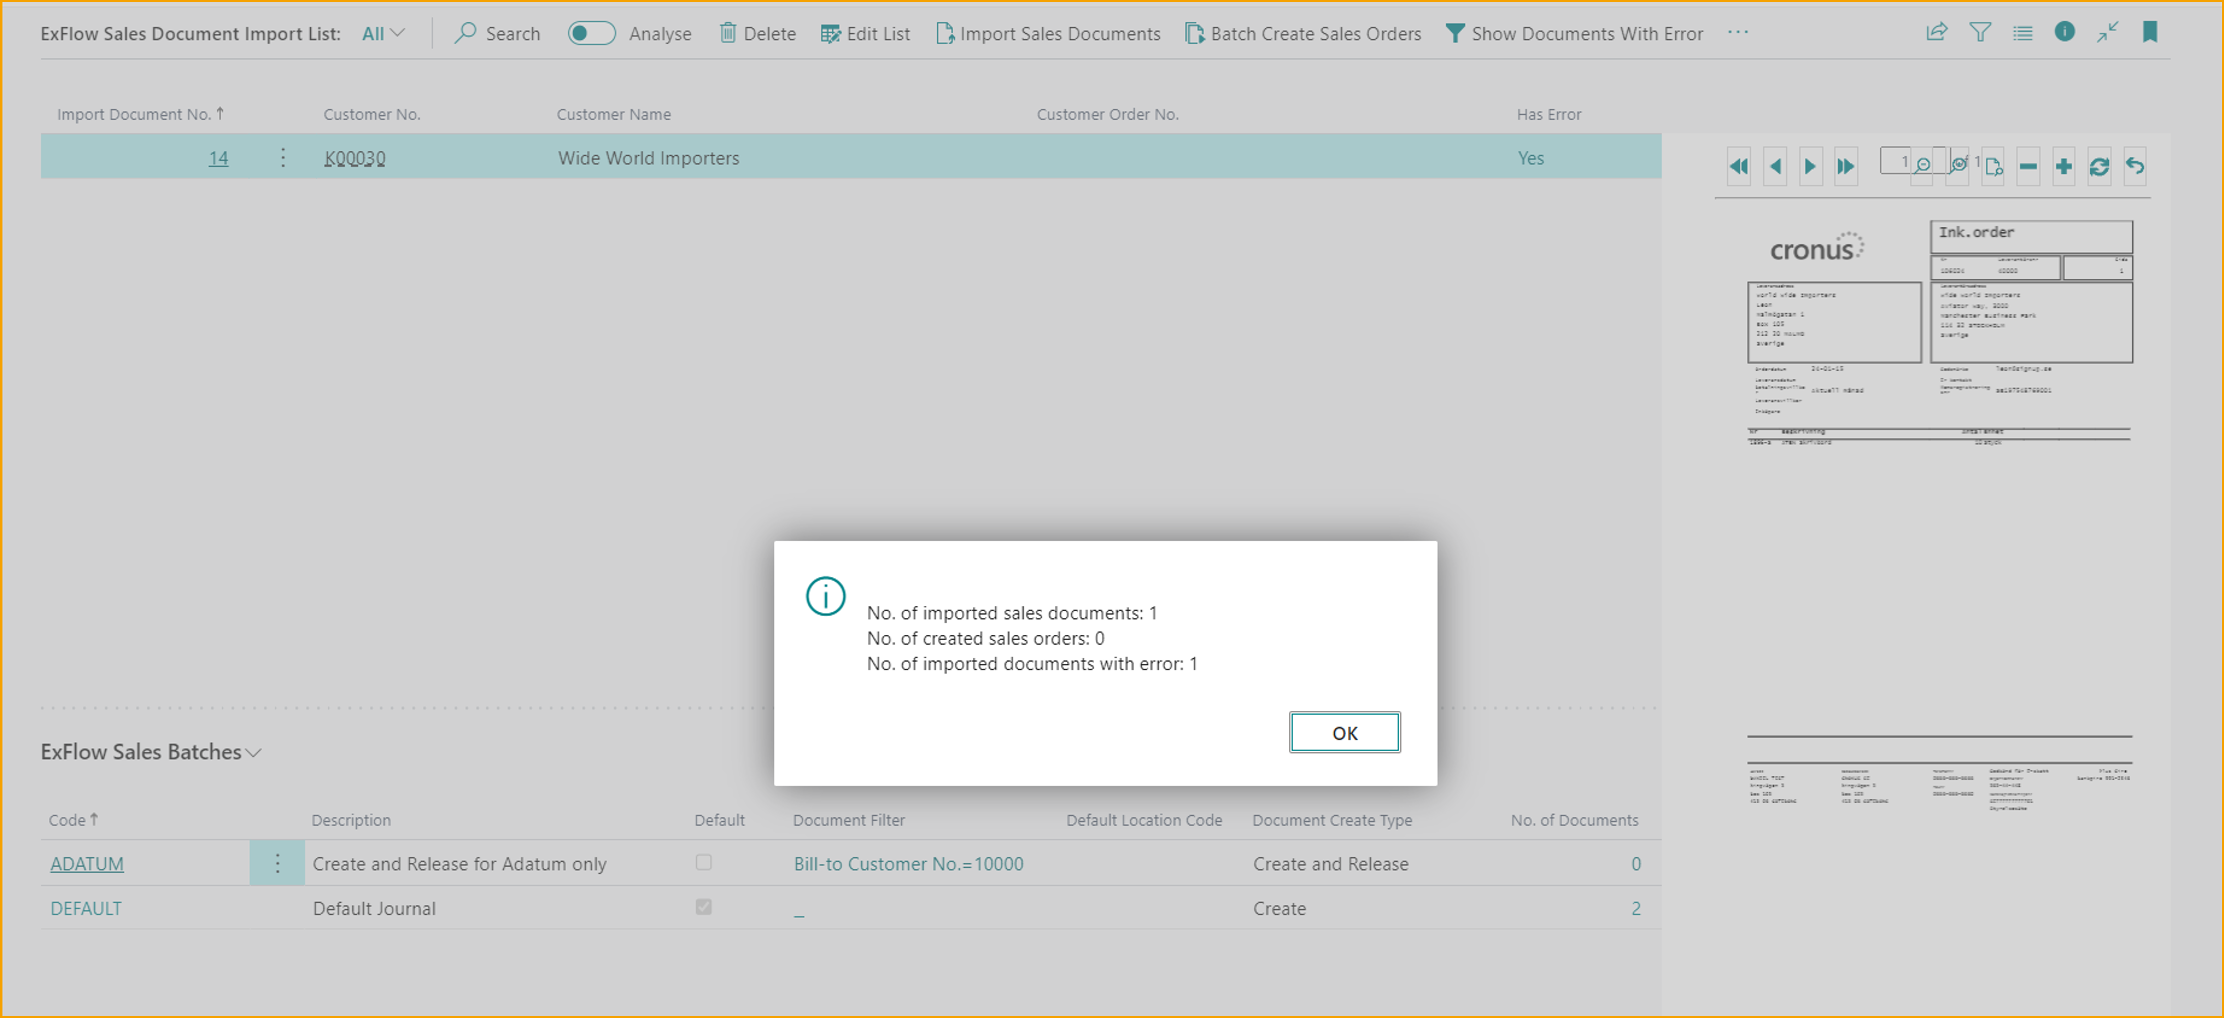 ExFlow Sales Document Import List: All Search Analyse Delete Edit List Import Sales Documents Batch Create Sales Orders Show Documents With Error ...
Import Document No. ↑ Customer No. Customer Name Customer Order No. Has Error
14 K00030 Wide World Importers Yes
1 1
cronus
Ink.order
No. of imported sales documents: 1
No. of created sales orders: 0
No. of imported documents with error: 1
OK
ExFlow Sales Batches
Code ↑ Description Default Document Filter Default Location Code Document Create Type No. of Documents
ADATUM Create and Release for Adatum only Bill-to Customer No.=10000 Create and Release 0
DEFAULT Default Journal _ Create 2